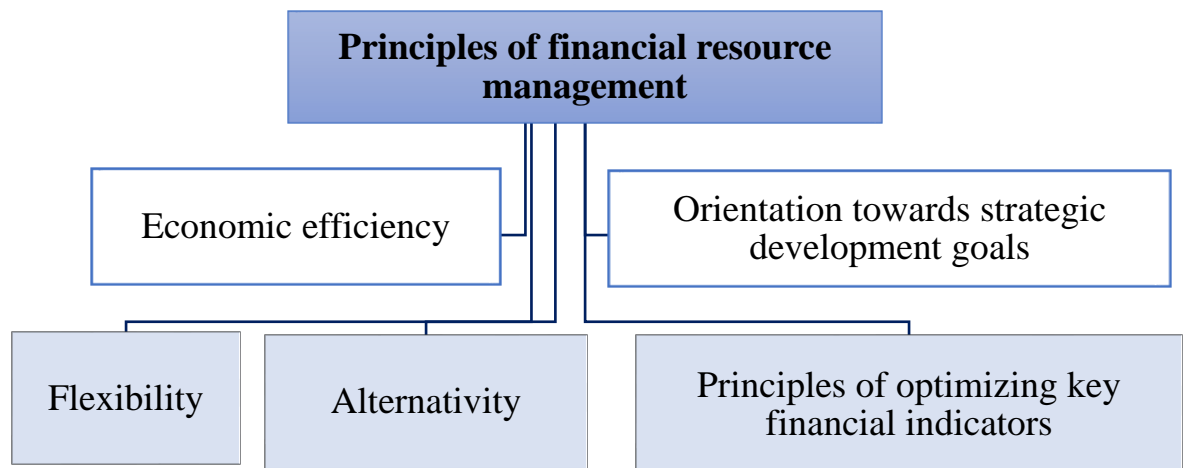 Principles of financial resource
management
Economic efficiency
Orientation towards strategic
development goals
Flexibility
Alternativity
Principles of optimizing key
financial indicators